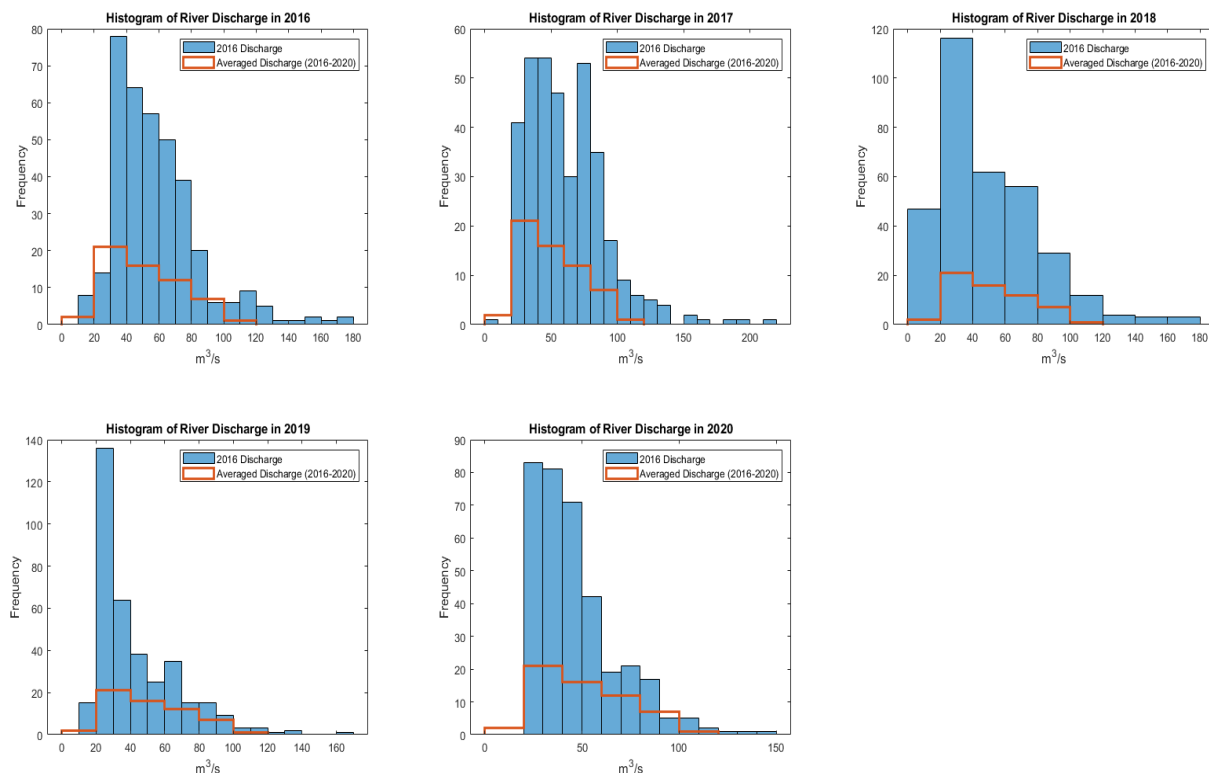 Histogram of River Discharge in 2016
80
70
60
50
40
30
20
10
0
Frequency
2016 Discharge
Averaged Discharge (2016-2020)
0 20 40 60 80 100 120 140 160 180
m³/s
Histogram of River Discharge in 2017
60
50
40
30
20
10
0
Frequency
2016 Discharge
Averaged Discharge (2016-2020)
0 50 100 150 200
m³/s
Histogram of River Discharge in 2018
120
100
80
60
40
20
0
Frequency
2016 Discharge
Averaged Discharge (2016-2020)
0 20 40 60 80 100 120 140 160 180
m³/s
Histogram of River Discharge in 2019
140
120
100
80
60
40
20
0
Frequency
2016 Discharge
Averaged Discharge (2016-2020)
0 20 40 60 80 100 120 140 160
m³/s
Histogram of River Discharge in 2020
90
80
70
60
50
40
30
20
10
0
Frequency
2016 Discharge
Averaged Discharge (2016-2020)
0 50 100 150
m³/s